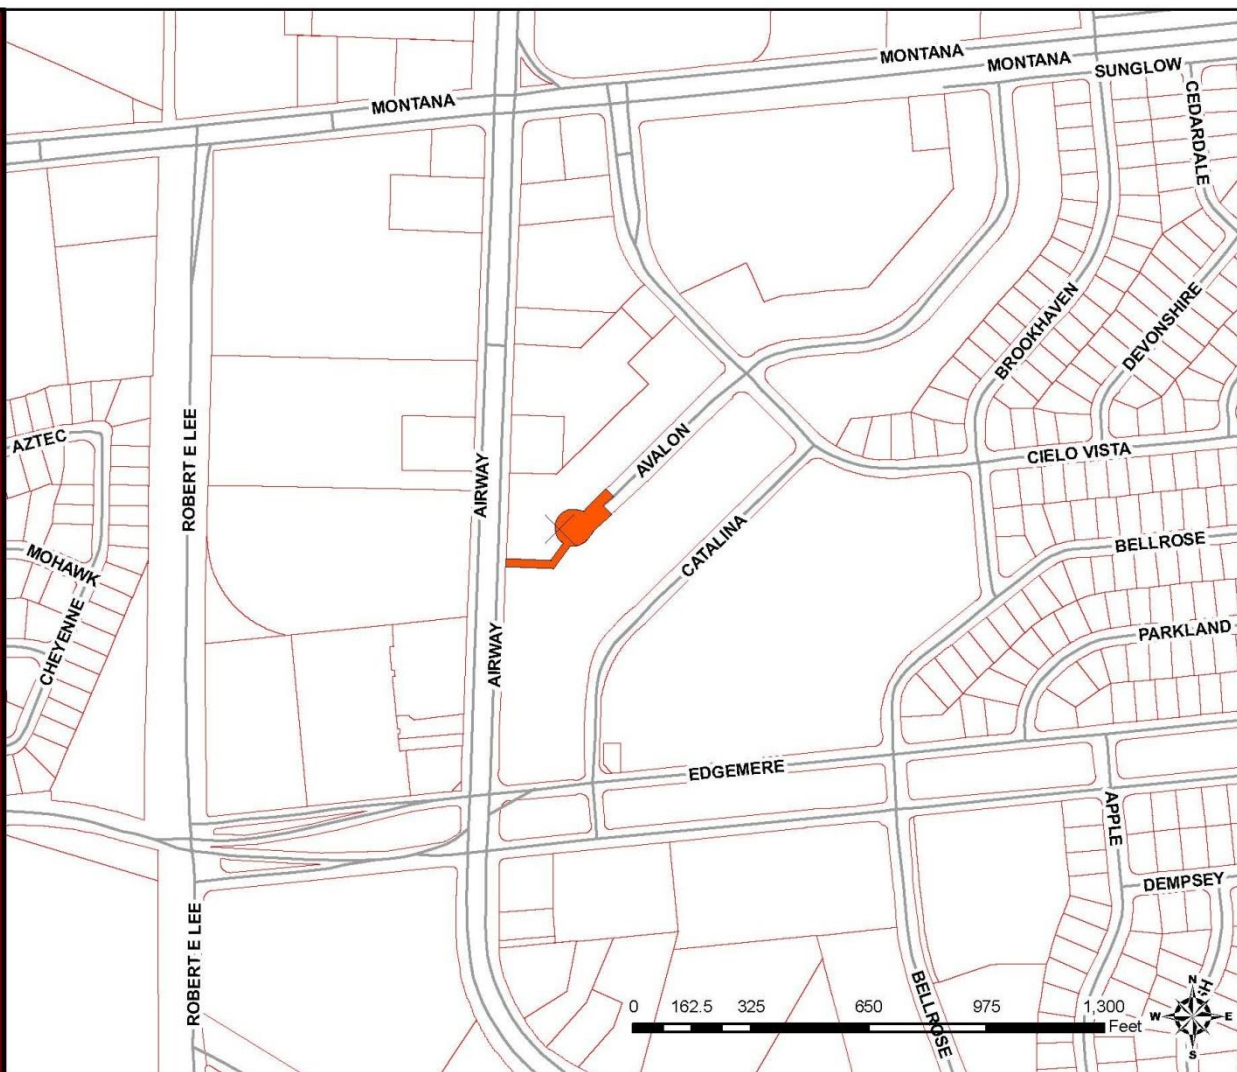 MONTANA
MONTANA
SUNGLOW
MONTANA
CEDARDALE
BROOKHAVEN
DEVONSHIRE
ROBERT E LEE
AZTEC
AVALON
CIELO VISTA
AIRWAY
CATALINA
BELLROSE
MOHAWK
CHEYENNE
PARKLAND
AIRWAY
EDGEMERE
APPLE
DEMPSEY
ROBERT E LEE
BELLROSE
0 162.5 325 650 975 1,300
Feet
N
W E
S